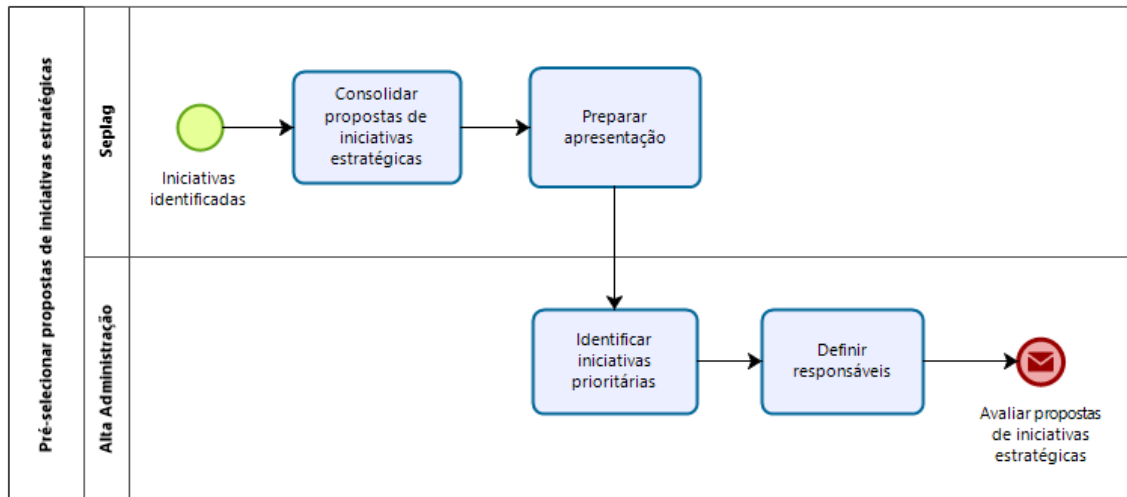 Pré-selecionar propostas de iniciativas estratégicas
Seplag
Iniciativas
identificadas
Consolidar
propostas de
iniciativas
estratégicas
Preparar
apresentação
Alta Administração
Identificar
iniciativas
prioritárias
Definir
responsáveis
Avaliar propostas
de iniciativas
estratégicas